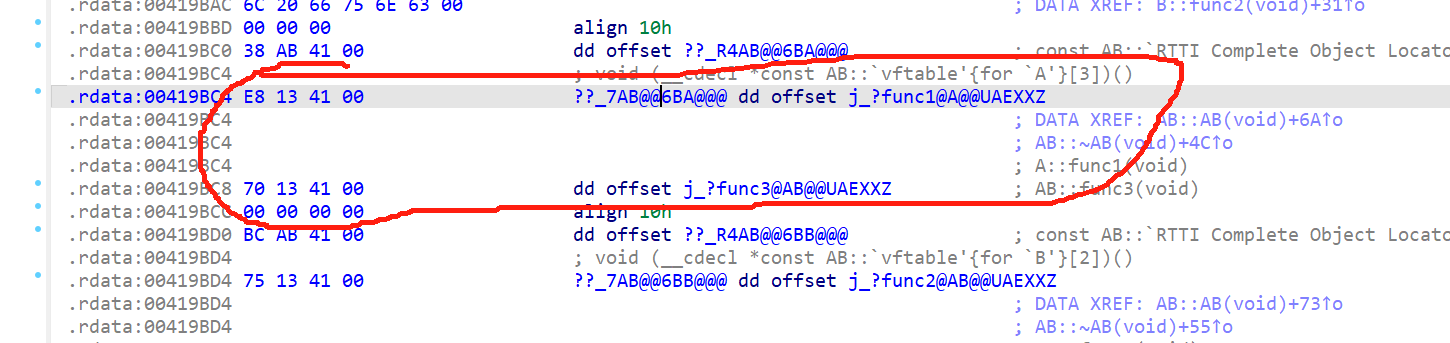 .rdata:00419BAC 6C 20 66 75 6E 63 00 ; DATA XREF: B::func2(void)+31↑o
.rdata:00419BBD 00 00 00 align 10h
.rdata:00419BC0 38 AB 41 00 dd offset ??_R4AB@@6BA@@@ ; const AB::`RTTI Complete Object Locato
.rdata:00419BC4 ; void (__cdecl *const AB::`vftable'{for `A'}[3])()
.rdata:00419BC4 E8 13 41 00 ??_7AB@@6BA@@@ dd offset j_?func1@A@@UAEXXZ
.rdata:00419BC4 ; DATA XREF: AB::AB(void)+6A↑o
.rdata:00419BC4 ; AB::~AB(void)+4C↑o
.rdata:00419BC4 ; A::func1(void)
.rdata:00419BC8 70 13 41 00 dd offset j_?func3@AB@@UAEXXZ ; AB::func3(void)
.rdata:00419BCC 00 00 00 00 align 10h
.rdata:00419BD0 BC AB 41 00 dd offset ??_R4AB@@6BB@@@ ; const AB::`RTTI Complete Object Locato
.rdata:00419BD4 ; void (__cdecl *const AB::`vftable'{for `B'}[2])()
.rdata:00419BD4 75 13 41 00 ??_7AB@@6BB@@@ dd offset j_?func2@AB@@UAEXXZ
.rdata:00419BD4 ; DATA XREF: AB::AB(void)+73↑o
.rdata:00419BD4 ; AB::~AB(void)+55↑o